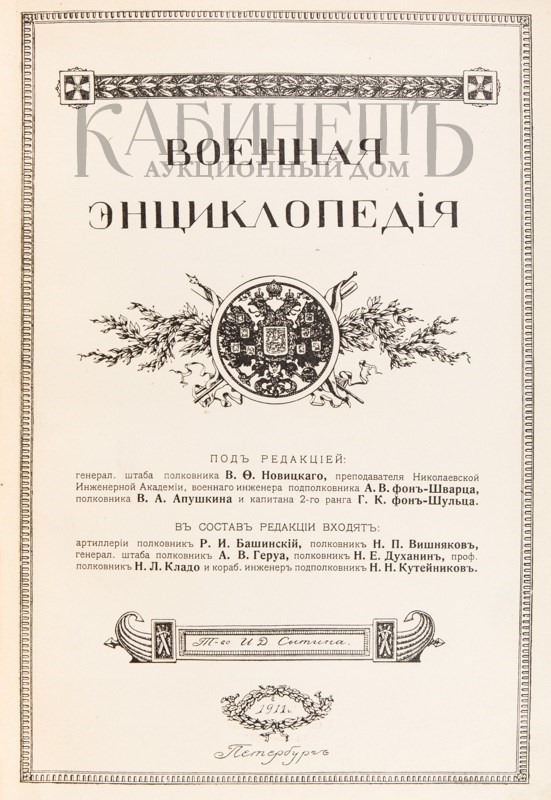 КАБИНЕТЪ
ВОЕННАЯ
АУКЦИОННЫЙ ДОМ
ЭНЦИКЛОПЕДІЯ
ПОДЪ РЕДАКЦІЕЙ:
генерал. штаба полковника В. Ѳ. Новицкаго, преподавателя Николаевской
Инженерной Академіи, военнаго инженера подполковника А. В. фонъ-Шварца,
полковника В. А. Апушкина и капитана 2-го ранга Г. К. фонъ-Шульца.
ВЪ СОСТАВЪ РЕДАКЦІИ ВХОДЯТЪ:
артиллеріи полковникъ Р. И. Башинскій, полковникъ Н. П. Вишняковъ,
генерал. штаба полковникъ А. В. Геруа, полковникъ Н. Е. Духанинъ, проф.
полковникъ Н. Л. Кладо и кораб. инженеръ подполковникъ Н. Н. Кутейниковъ.
Т-во И Д Сытина.
1911 г.
Петербургъ